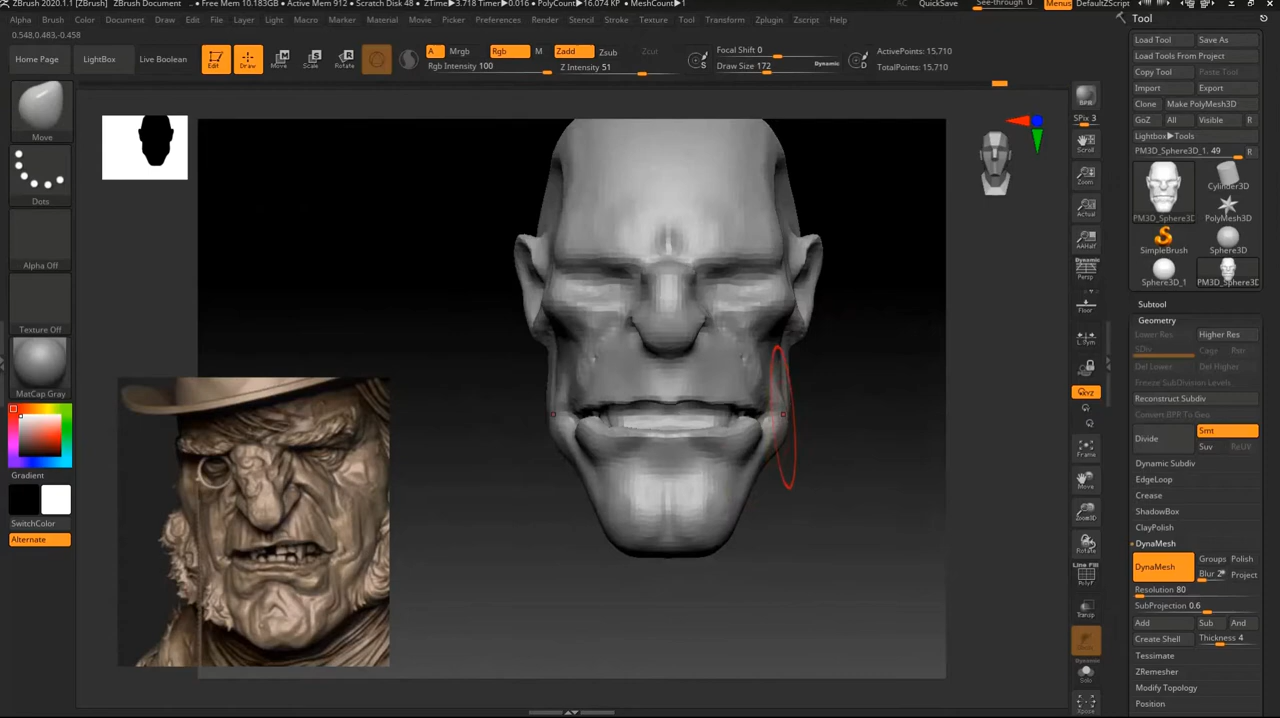 ZBrush 2020.1.1 [ZBrush] ZBrush Document .. • Free Mem 10.183GB • Active Mem 912 • Scratch Disk 48 • ZTime▶3.718 Timer▶0.016 • PolyCount▶16.074 KP • MeshCount▶1 AC QuickSave See-through 0 Menus DefaultZScript
Alpha Brush Color Document Draw Edit File Layer Light Macro Marker Material Movie Picker Preferences Render Stencil Stroke Texture Tool Transform Zplugin Zscript Help
0.548,0.483,-0.458
Home Page LightBox Live Boolean Edit Draw Move Scale Rotate
A Mrgb Rgb M Zadd Zsub Zcut
Rgb Intensity 100 Z Intensity 51
S Focal Shift 0 D
Draw Size 172 Dynamic
ActivePoints: 15,710
TotalPoints: 15,710
Move
Dots
Alpha Off
Texture Off
MatCap Gray
Gradient
SwitchColor
Alternate
BPR
SPix 3
Scroll
Zoom
Actual
AAHalf
Dynamic
Persp
Floor
L.Sym
XYZ
Frame
Move
Zoom3D
Rotate
Line Fill
PolyF
Transp
Dynamic
Solo
Xpose
Tool
Load Tool Save As
Load Tools From Project
Copy Tool Paste Tool
Import Export
Clone Make PolyMesh3D
GoZ All Visible R
Lightbox▶Tools
PM3D_Sphere3D_1. 49 R
Cylinder3D
PM3D_Sphere3D PolyMesh3D
SimpleBrush Sphere3D
Sphere3D_1 PM3D_Sphere3D
Subtool
Geometry
Lower Res Higher Res
SDiv Cage Rstr
Del Lower Del Higher
Freeze SubDivision Levels
Reconstruct Subdiv
Convert BPR To Geo
Divide Smt
Suv ReUV
Dynamic Subdiv
EdgeLoop
Crease
ShadowBox
ClayPolish
DynaMesh
DynaMesh Groups Polish
Blur 2 Project
Resolution 80
SubProjection 0.6
Add Sub And
Create Shell Thickness 4
Tessimate
ZRemesher
Modify Topology
Position